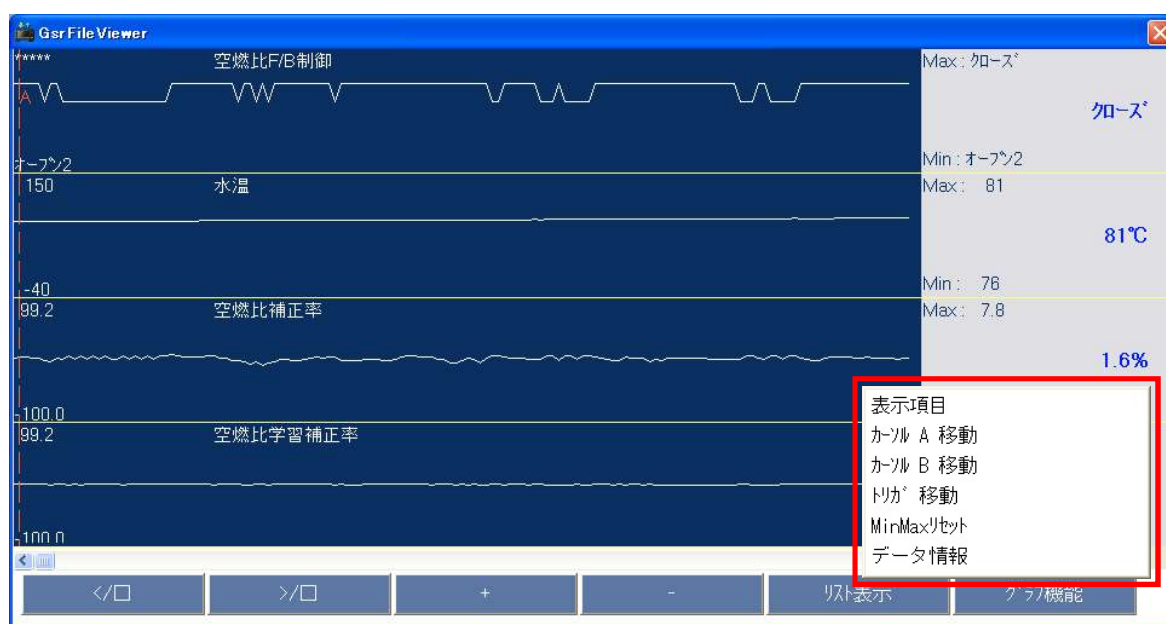 GsrFileViewer
***** 空燃比F/B制御 Max: ｸﾛｰｽﾞ
A
ｸﾛｰｽﾞ
ｵｰﾌﾟﾝ2 Min: ｵｰﾌﾟﾝ2
150 水温 Max: 81
81℃
-40 Min: 76
99.2 空燃比補正率 Max: 7.8
1.6%
-100.0
99.2 空燃比学習補正率
-100.0
表示項目
ｶｰｿﾙ A 移動
ｶｰｿﾙ B 移動
ﾄﾘｶﾞ 移動
MinMaxﾘｾｯﾄ
データ情報
</□ >/□ + - ﾘｽﾄ表示 ｸﾞﾗﾌ機能